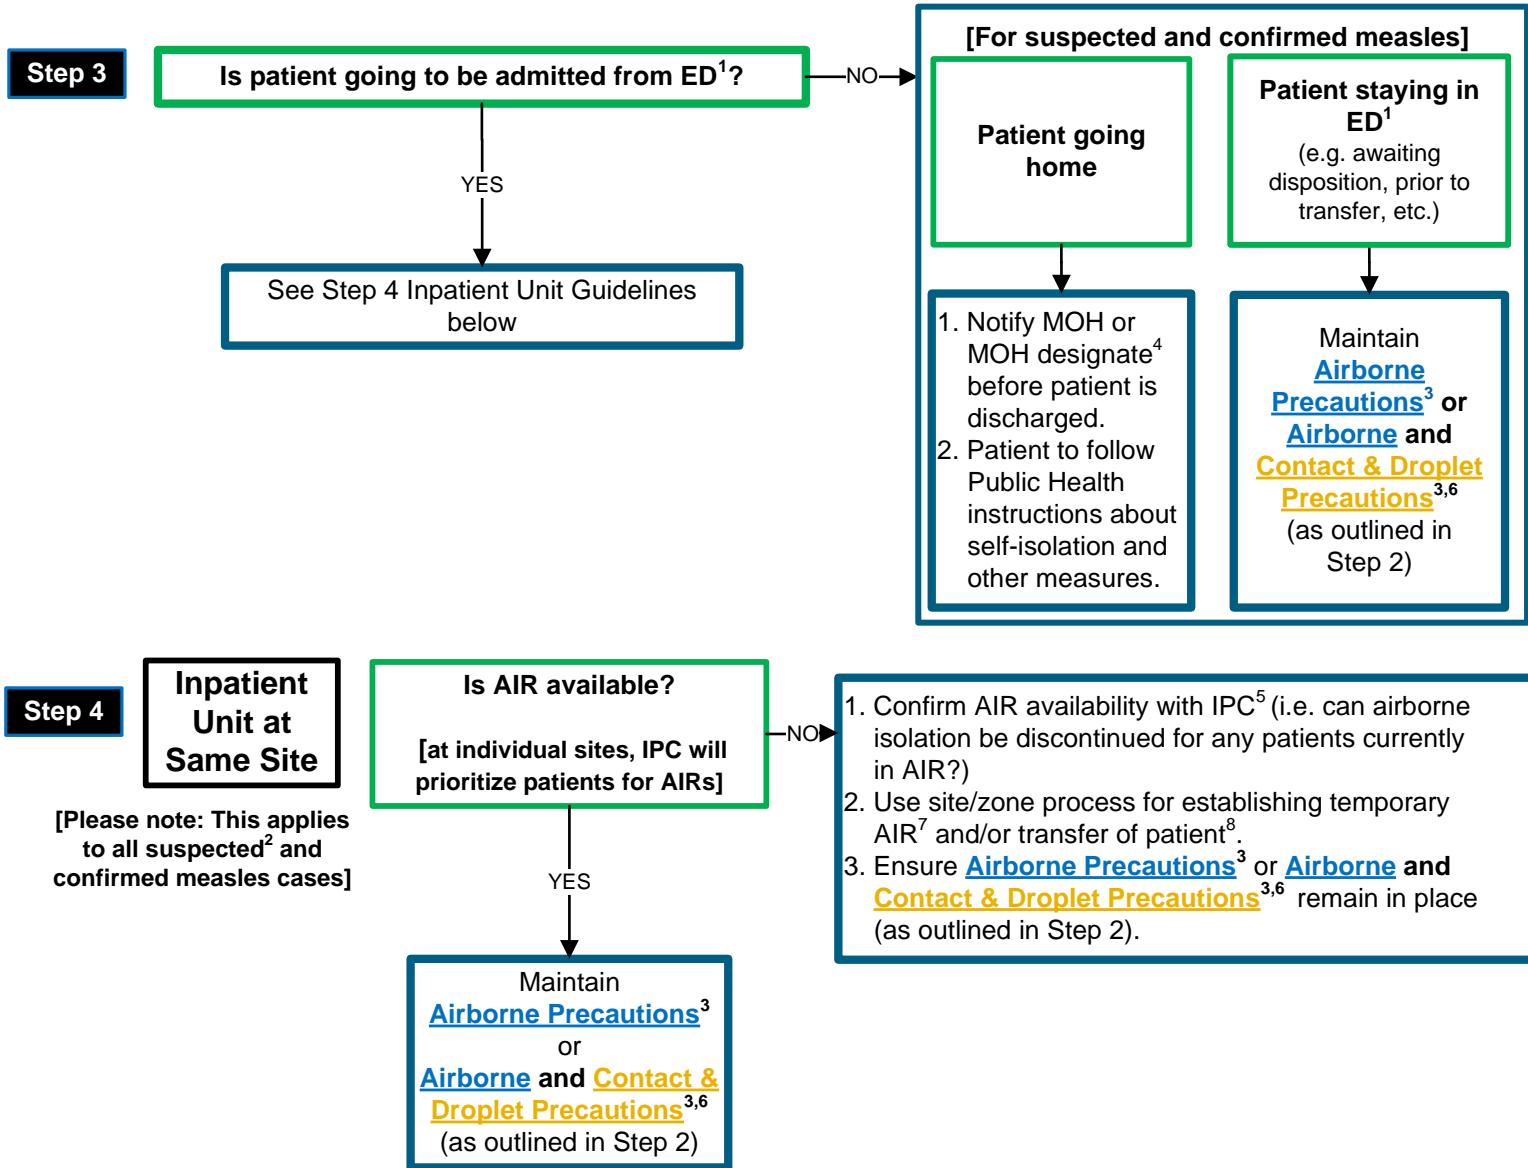 Step 3
Is patient going to be admitted from ED1?
NO
YES
See Step 4 Inpatient Unit Guidelines
below
[For suspected and confirmed measles]
Patient going
home
1. Notify MOH or
MOH designate4
before patient is
discharged.
2. Patient to follow
Public Health
instructions about
self-isolation and
other measures.
Patient staying in
ED1
(e.g. awaiting
disposition, prior to
transfer, etc.)
Maintain
Airborne
Precautions3 or
Airborne and
Contact & Droplet
Precautions3,6
(as outlined in
Step 2)
Step 4
Inpatient
Unit at
Same Site
[Please note: This applies
to all suspected2 and
confirmed measles cases]
Is AIR available?
[at individual sites, IPC will
prioritize patients for AIRs]
NO
YES
1. Confirm AIR availability with IPC5 (i.e. can airborne
isolation be discontinued for any patients currently
in AIR?)
2. Use site/zone process for establishing temporary
AIR7 and/or transfer of patient8.
3. Ensure Airborne Precautions3 or Airborne and
Contact & Droplet Precautions3,6 remain in place
(as outlined in Step 2).
Maintain
Airborne Precautions3
or
Airborne and Contact &
Droplet Precautions3,6
(as outlined in Step 2)